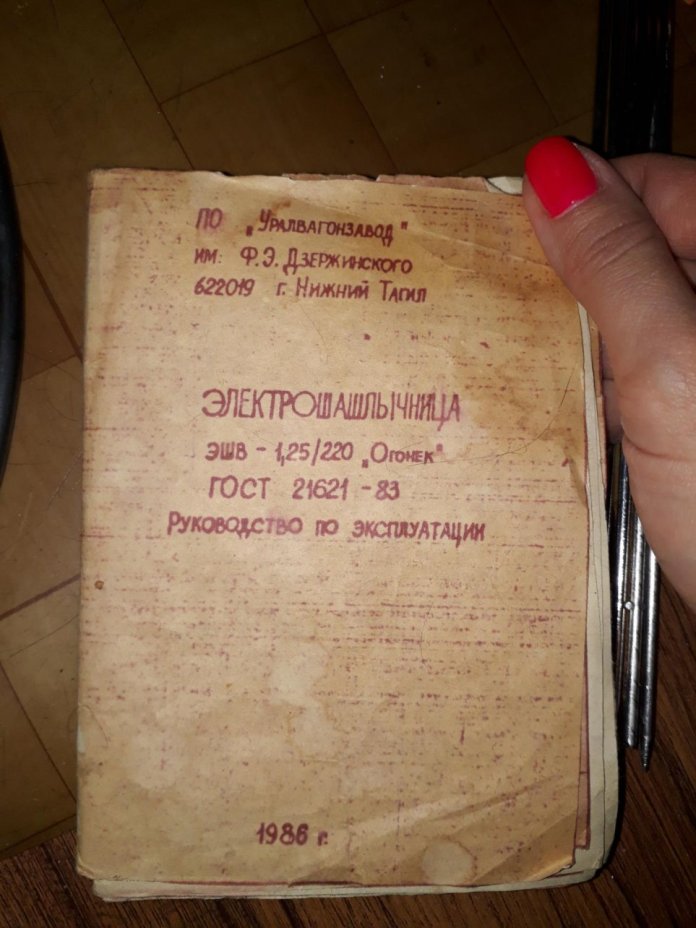 ПО „Уралвагонзавод"
им: Ф.Э. Дзержинского
622019 г. Нижний Тагил
ЭЛЕКТРОШАШЛЫЧНИЦА
ЭШВ - 1,25/220 „Огонек"
ГОСТ 21621 - 83
Руководство по эксплуатации
1986 г.